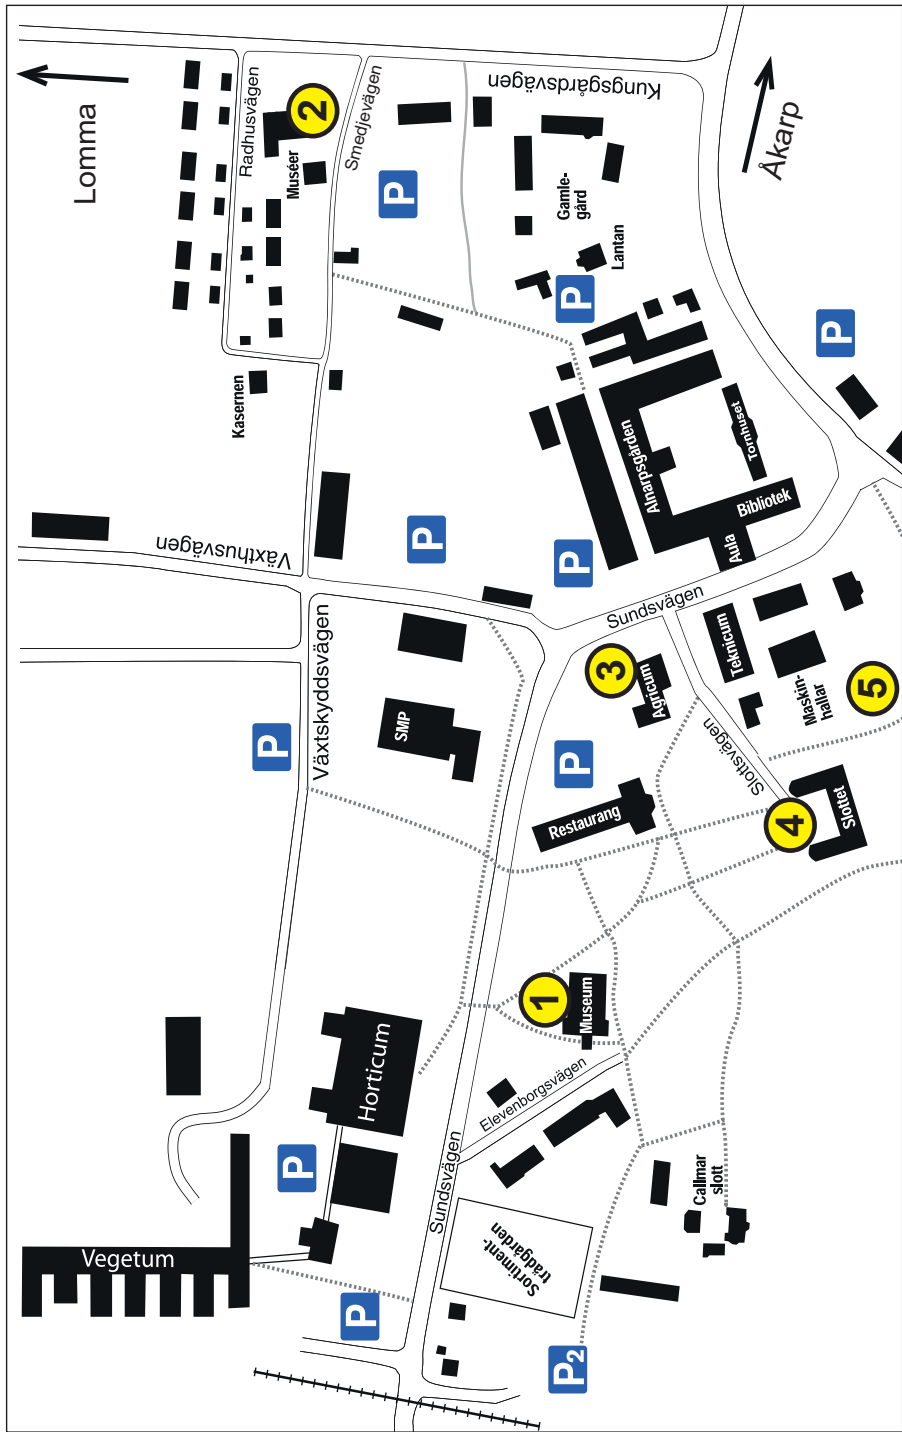 Lomma
Radhusvägen
2
Muséer
Smedjevägen
Kungsgårdsvägen
Åkarp
P
Gamle-
gård
Lantan
P
P
Kasernen
Växthusvägen
P
P
Alnarpsgården
Tornhuset
Bibliotek
Aula
Sundsvägen
Växtskyddsvägen
P
SMP
3
Agricum
Teknicum
Maskin-
hallar
5
P
Restaurang
Slottsvägen
4
Slottet
1
Museum
Horticum
Elevenborgsvägen
Sundsvägen
P
Vegetum
Sortiment-
trädgården
Callmar
slott
P
P2